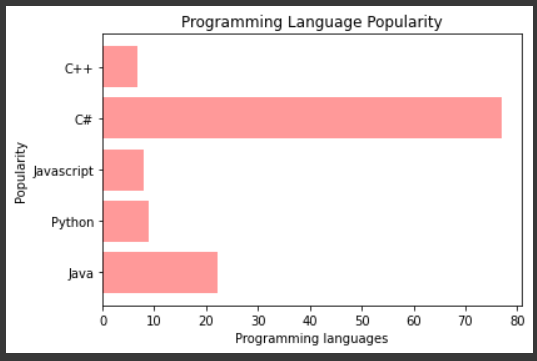 Programming Language Popularity
C++
C#
Javascript
Python
Java
Popularity
0 10 20 30 40 50 60 70 80
Programming languages